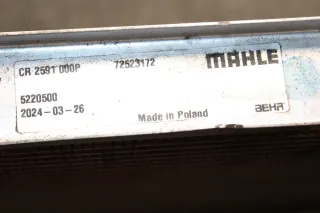 CR 2591 000P 72523172 MAHLE
5220500
2024-03-26
Made in Poland BEHR